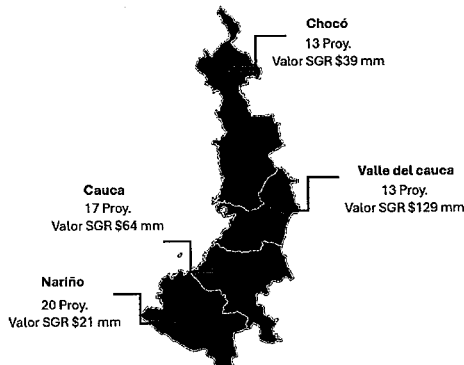 Chocó
13 Proy.
Valor SGR $39 mm
Valle del cauca
13 Proy.
Valor SGR $129 mm
Cauca
17 Proy.
Valor SGR $64 mm
Nariño
20 Proy.
Valor SGR $21 mm